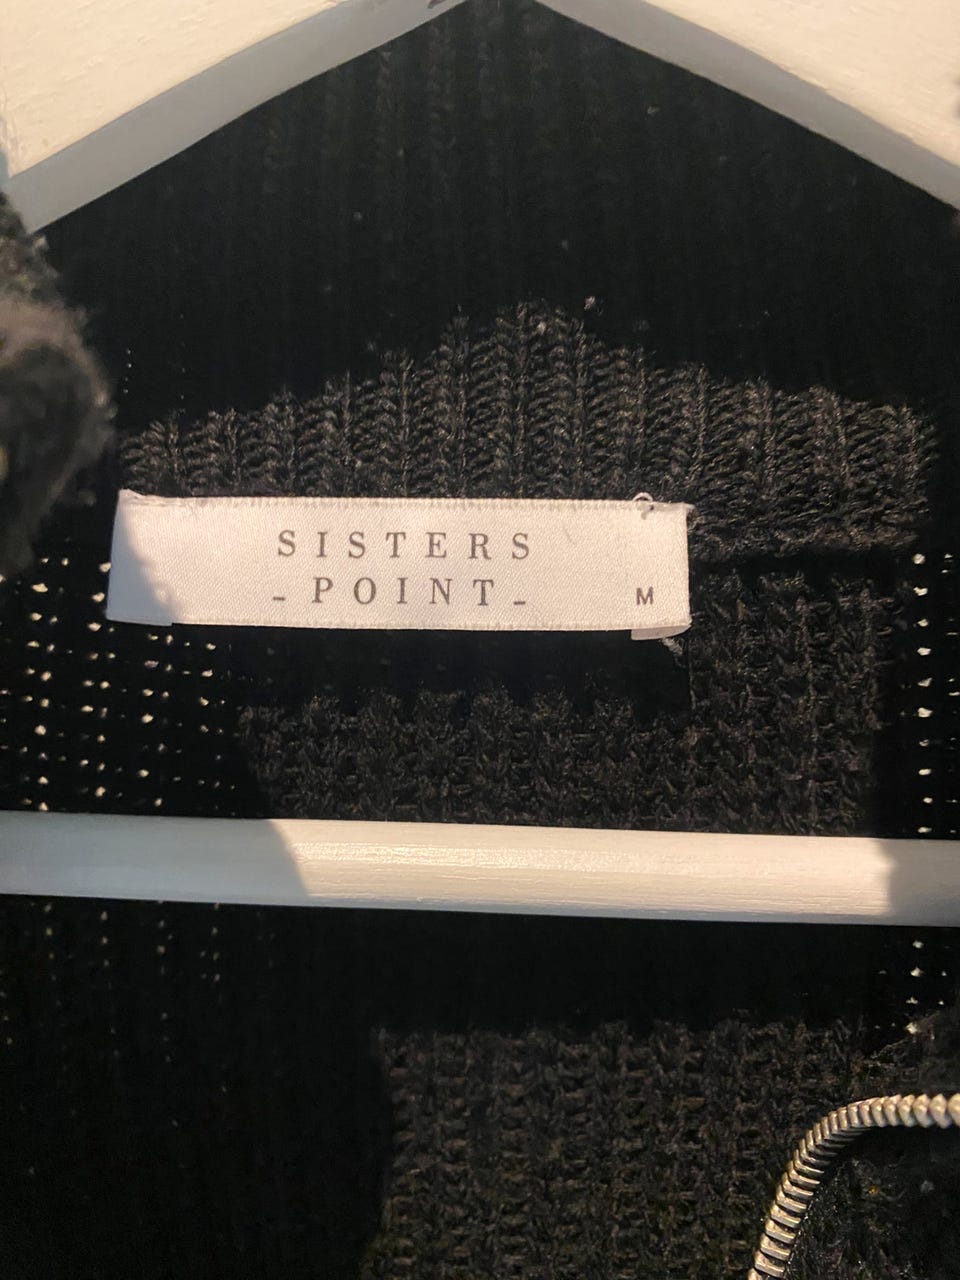 SISTERS
_ POINT _
M